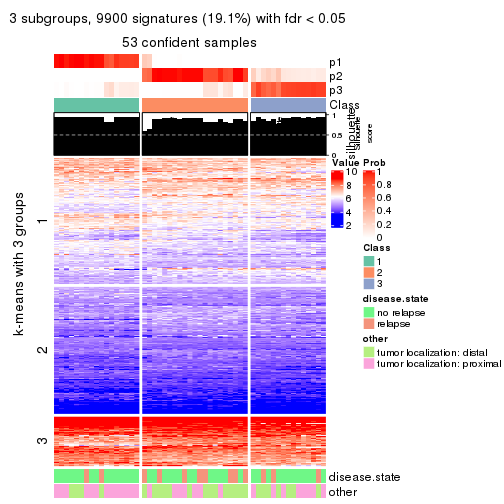 3 subgroups, 9900 signatures (19.1%) with fdr < 0.05
53 confident samples
p1
p2
p3
Class
1
0.5
0
silhouette
score
k-means with 3 groups
1
2
3
Value
10
8
6
4
2
Prob
1
0.8
0.6
0.4
0.2
0
Class
1
2
3
disease.state
no relapse
relapse
other
tumor localization: distal
tumor localization: proximal
disease.state
other